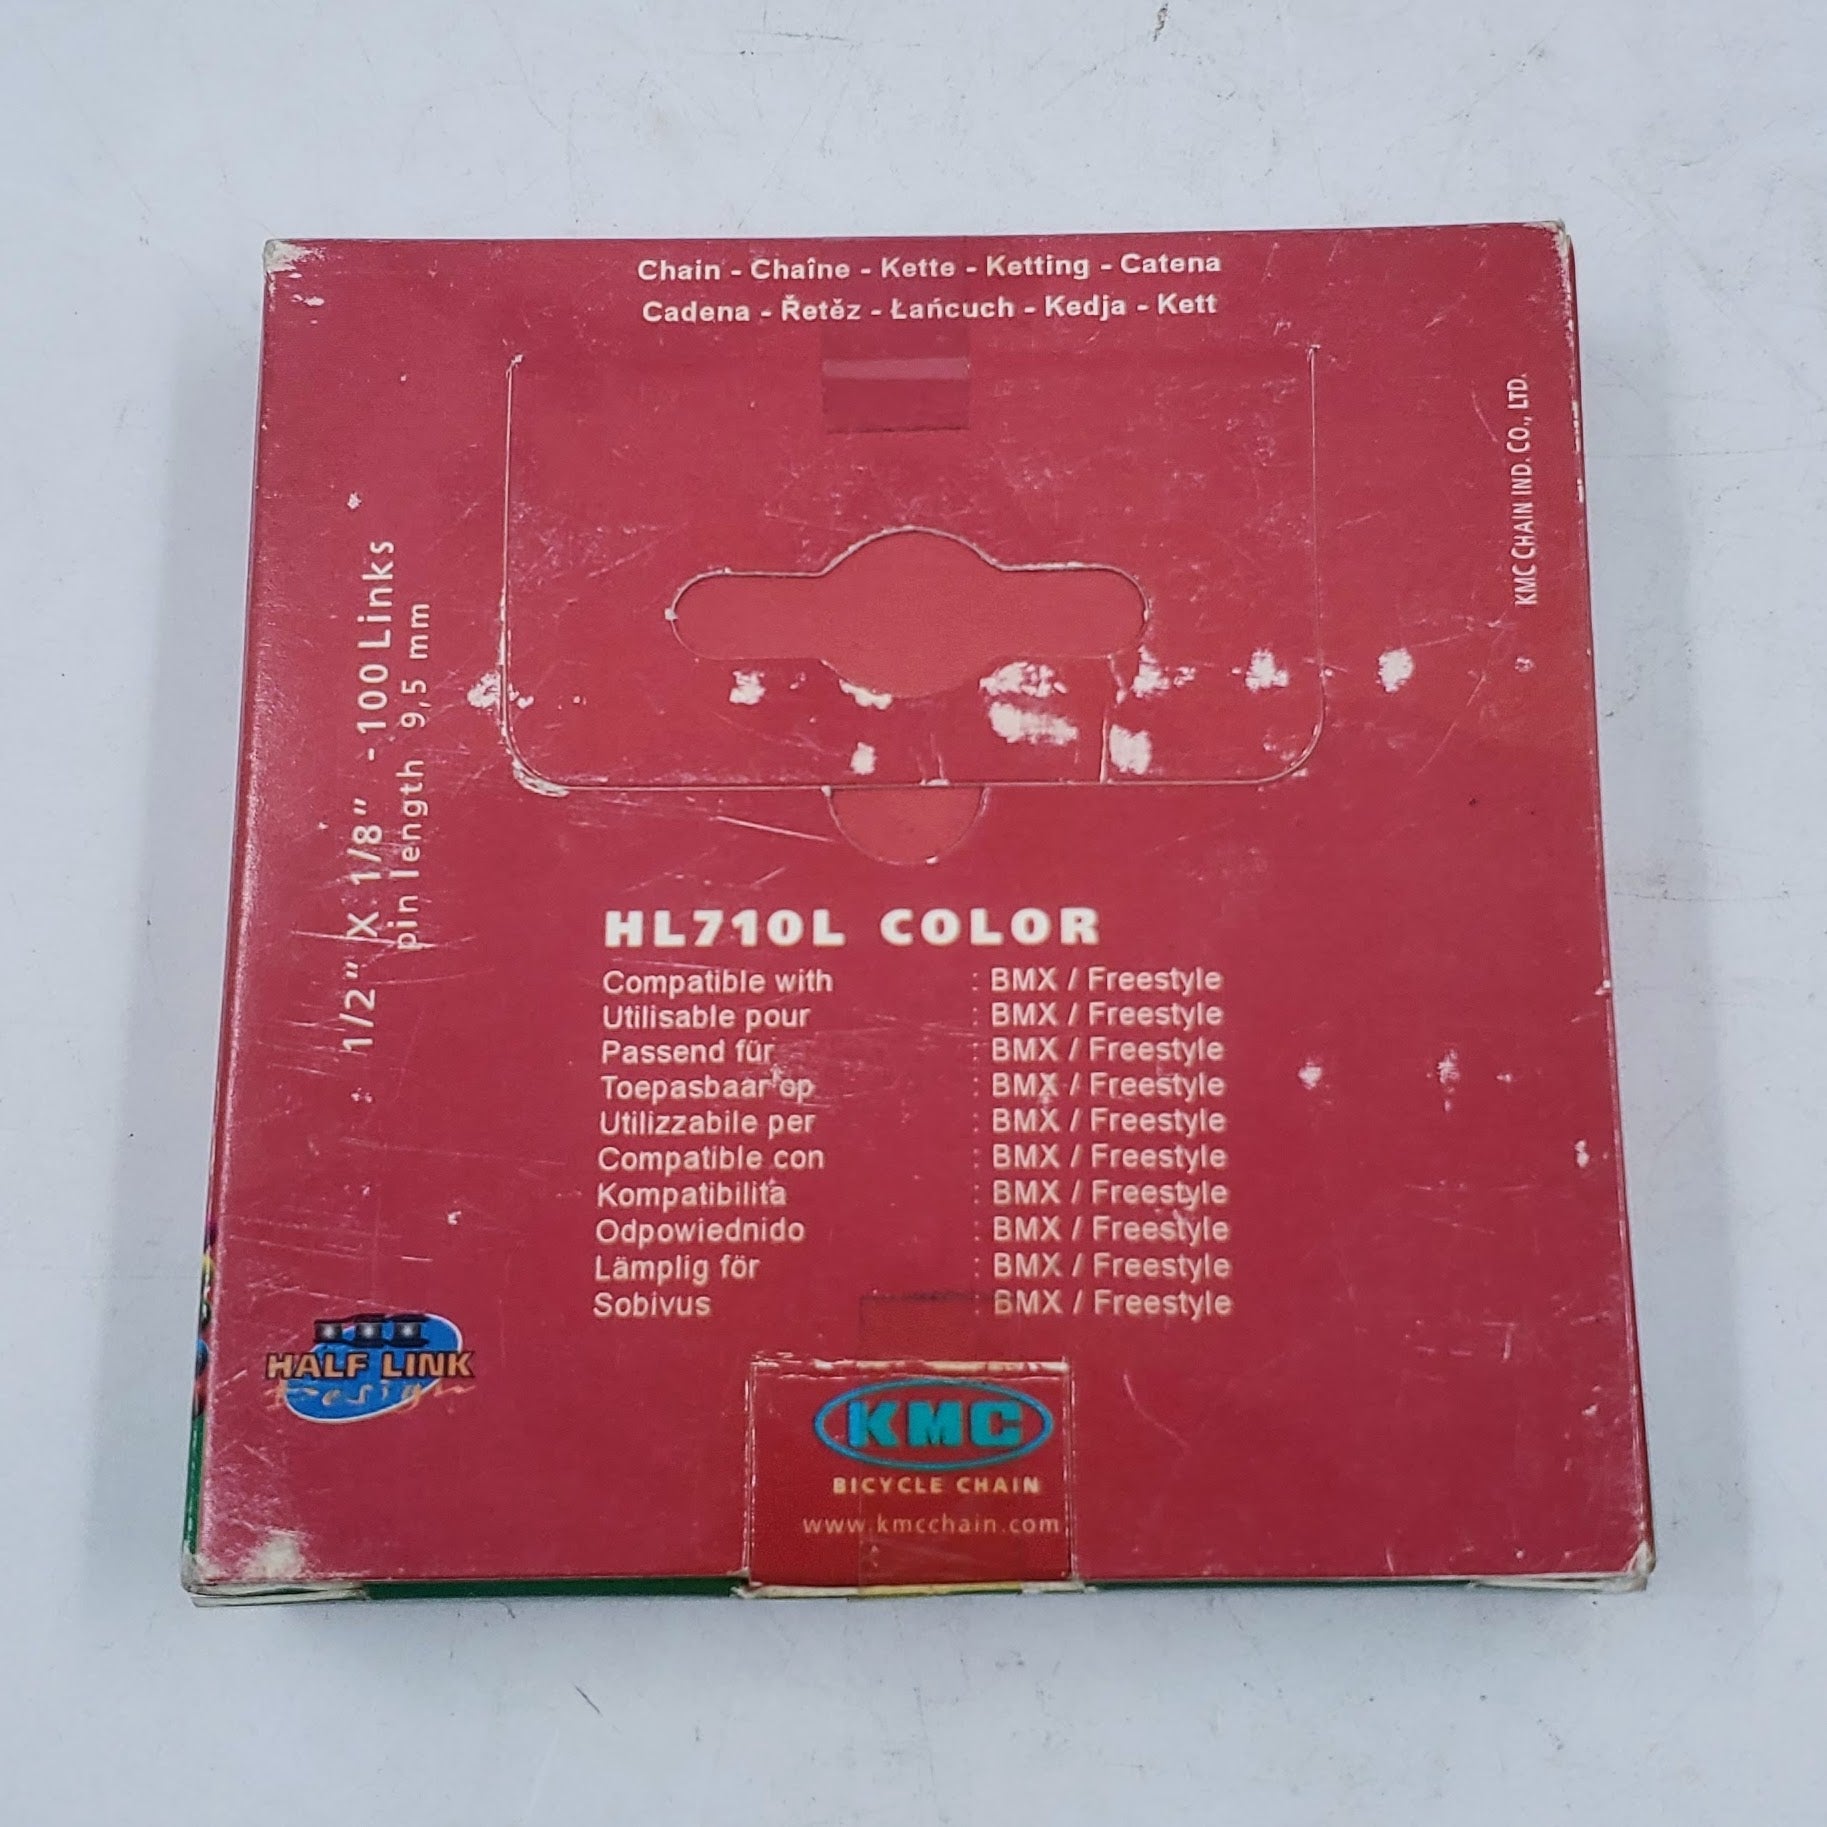 Chain - Chaîne - Kette - Ketting - Catena
Cadena - Řetěz - Łańcuch - Kedja - Kett
KMC CHAIN IND. CO., LTD.
1/2" X 1/8" - 100 Links
pin length 9,5 mm
HL710L COLOR
Compatible with : BMX / Freestyle
Utilisable pour : BMX / Freestyle
Passend für : BMX / Freestyle
Toepasbaar op : BMX / Freestyle
Utilizzabile per : BMX / Freestyle
Compatible con : BMX / Freestyle
Kompatibilita : BMX / Freestyle
Odpowiednido : BMX / Freestyle
Lämplig för : BMX / Freestyle
Sobivus : BMX / Freestyle
HALF LINK
Design
KMC
BICYCLE CHAIN
www.kmcchain.com